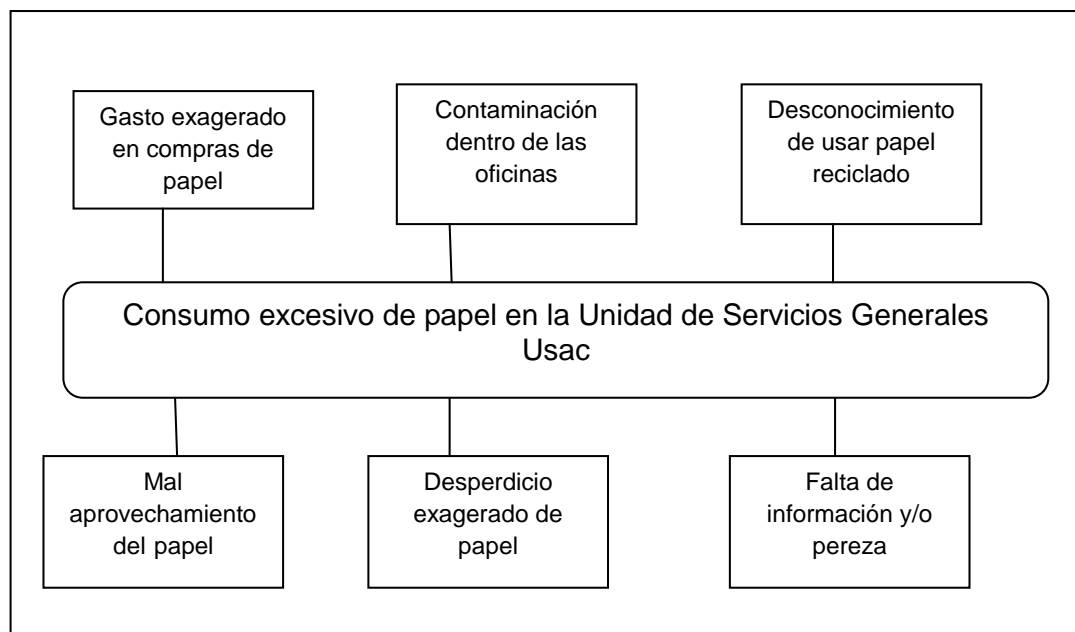 Gasto exagerado
en compras de
papel
Contaminación
dentro de las
oficinas
Desconocimiento
de usar papel
reciclado
Consumo excesivo de papel en la Unidad de Servicios Generales
Usac
Mal
aprovechamiento
del papel
Desperdicio
exagerado de
papel
Falta de
información y/o
pereza